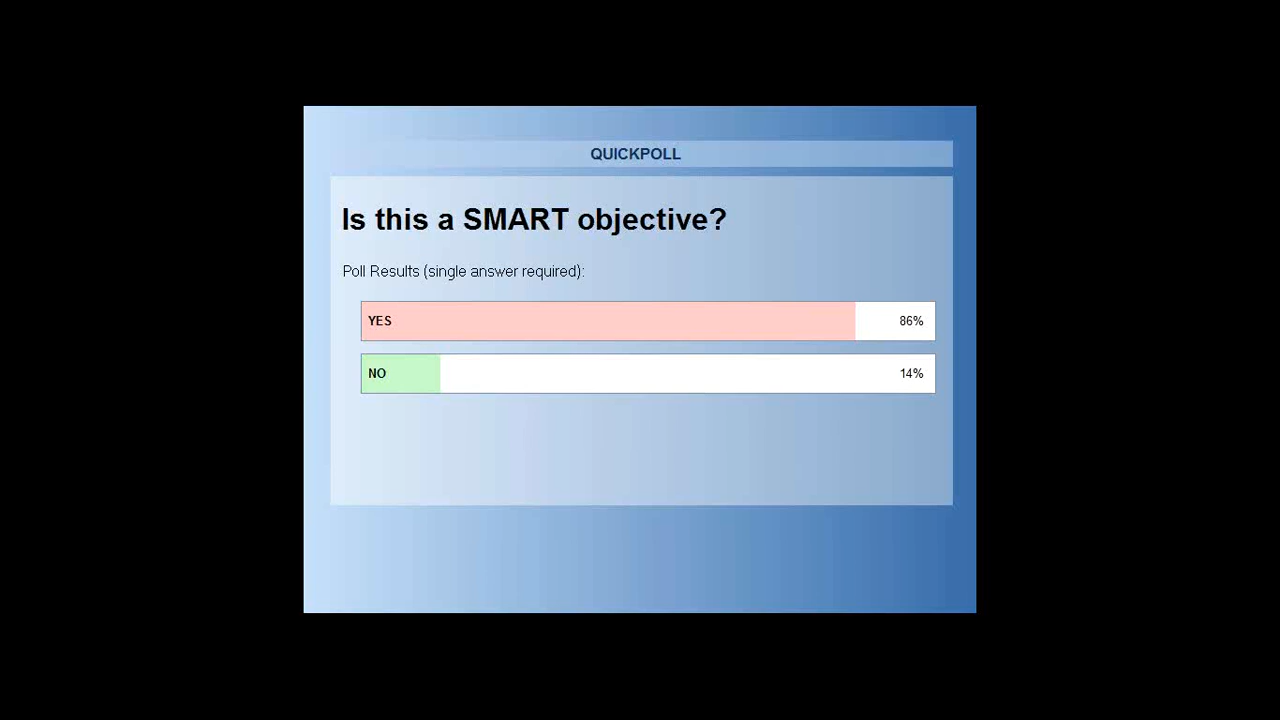 QUICKPOLL
Is this a SMART objective?
Poll Results (single answer required):
YES 86%
NO 14%